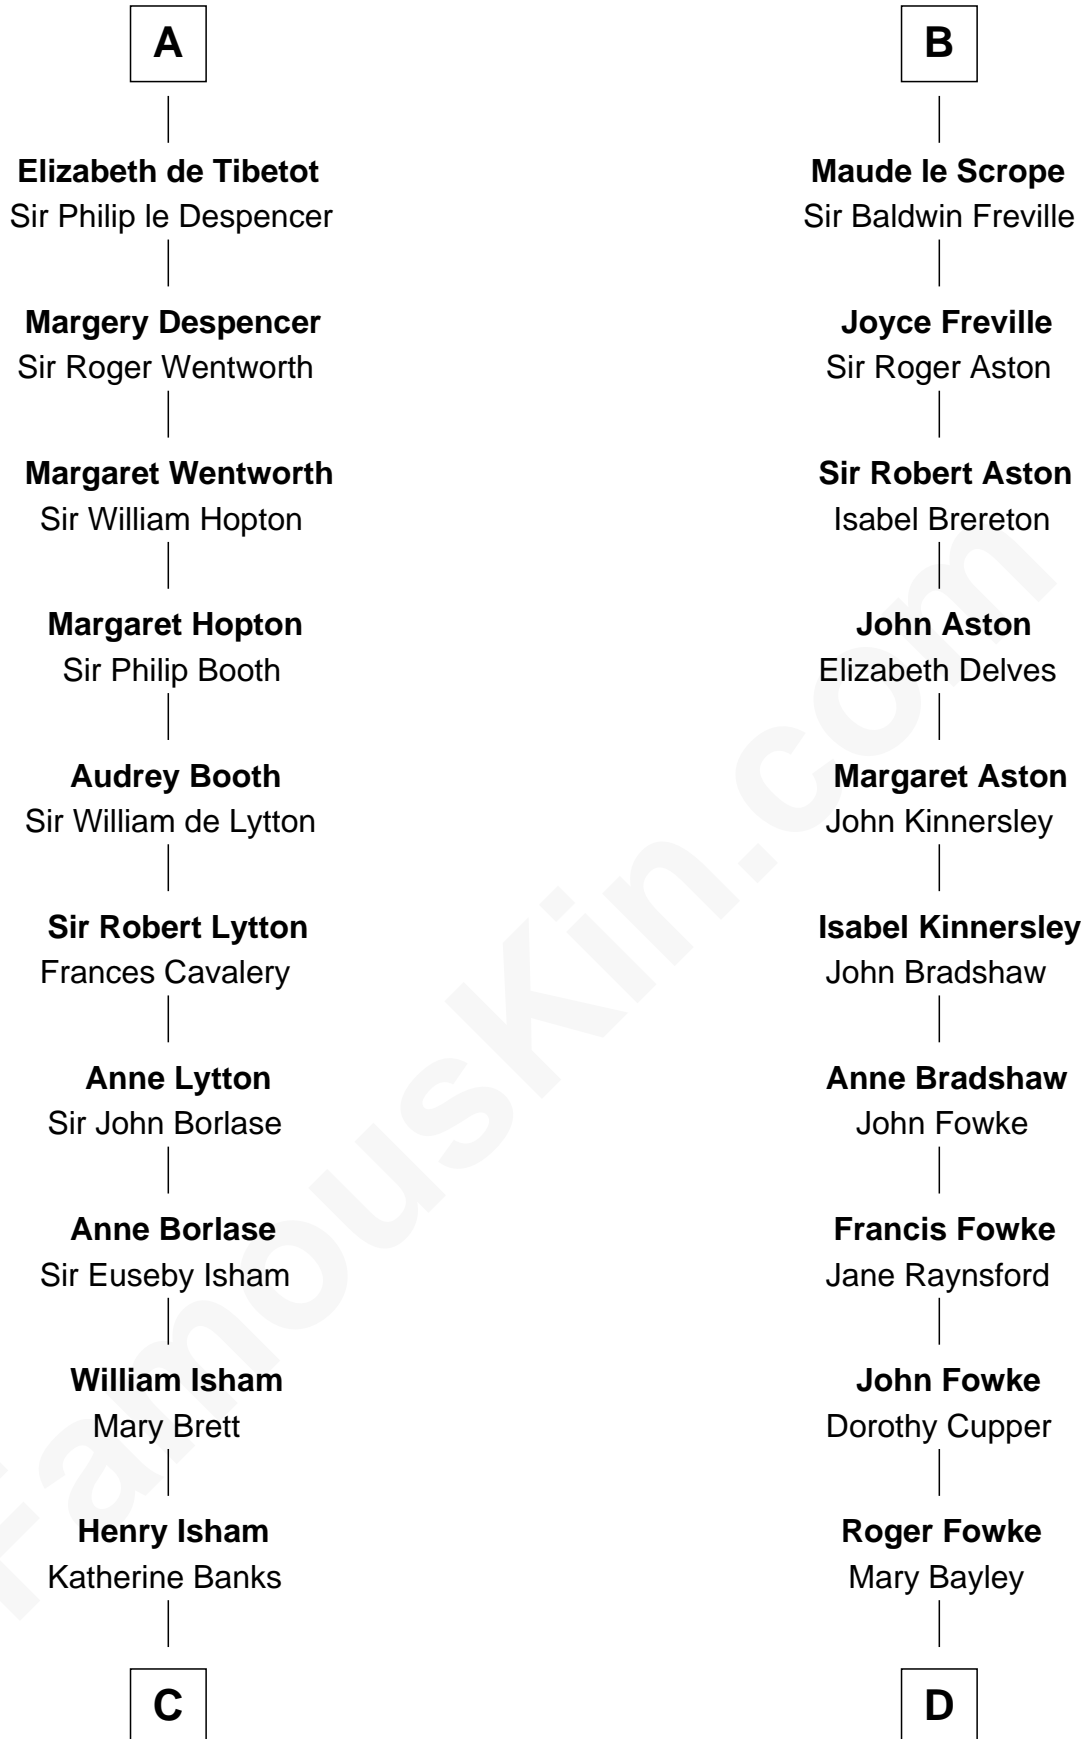 A
Elizabeth de Tibetot
Sir Philip le Despencer
Margery Despencer
Sir Roger Wentworth
Margaret Wentworth
Sir William Hopton
Margaret Hopton
Sir Philip Booth
Audrey Booth
Sir William de Lytton
Sir Robert Lytton
Frances Cavalery
Anne Lytton
Sir John Borlase
Anne Borlase
Sir Euseby Isham
William Isham
Mary Brett
Henry Isham
Katherine Banks
C
B
Maude le Scrope
Sir Baldwin Freville
Joyce Freville
Sir Roger Aston
Sir Robert Aston
Isabel Brereton
John Aston
Elizabeth Delves
Margaret Aston
John Kinnersley
Isabel Kinnersley
John Bradshaw
Anne Bradshaw
John Fowke
Francis Fowke
Jane Raynsford
John Fowke
Dorothy Cupper
Roger Fowke
Mary Bayley
D
FamousKin.com